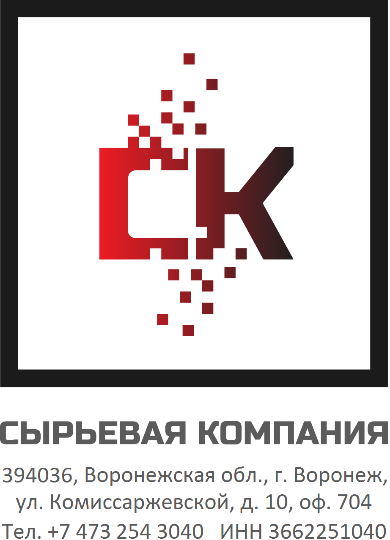 СК
СЫРЬЕВАЯ КОМПАНИЯ
394036, Воронежская обл., г. Воронеж,
ул. Комиссаржевской, д. 10, оф. 704
Тел. +7 473 254 3040 ИНН 3662251040